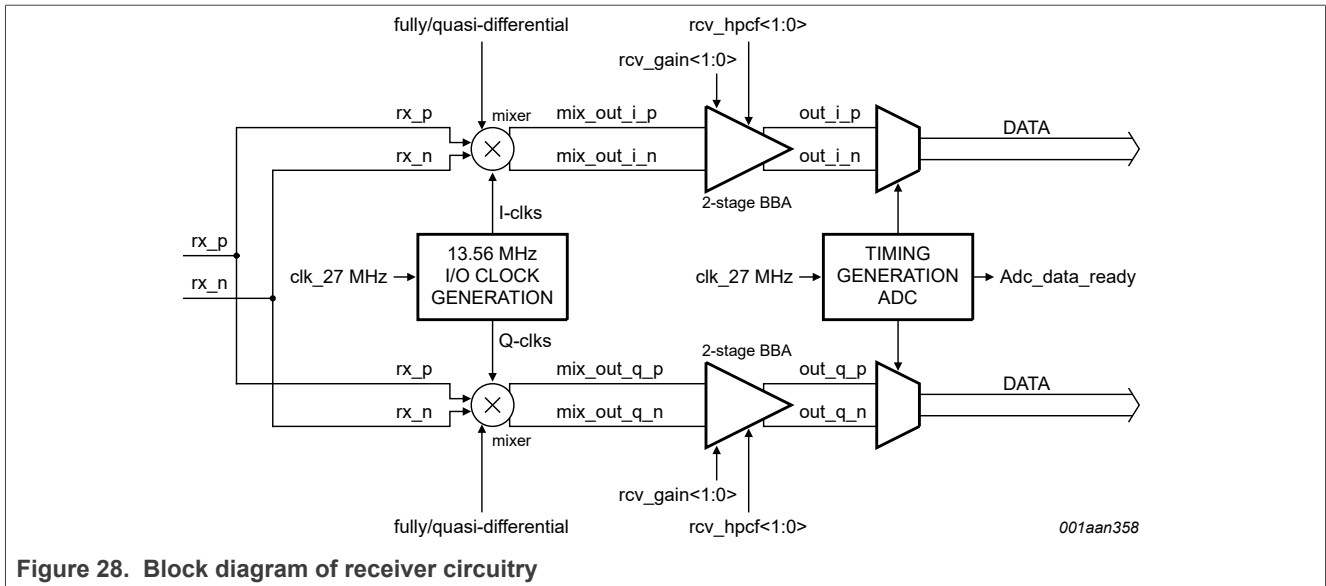 fully/quasi-differential
rcv_hpcf<1:0>
rcv_gain<1:0>
rx_p
mixer
mix_out_i_p
out_i_p
DATA
rx_n
mix_out_i_n
out_i_n
2-stage BBA
I-clks
rx_p
rx_n
clk_27 MHz
13.56 MHz
I/O CLOCK
GENERATION
clk_27 MHz
TIMING
GENERATION
ADC
Adc_data_ready
Q-clks
2-stage BBA
rx_p
mix_out_q_p
out_q_p
DATA
rx_n
mix_out_q_n
out_q_n
mixer
rcv_gain<1:0>
fully/quasi-differential
rcv_hpcf<1:0>
001aan358
Figure 28. Block diagram of receiver circuitry